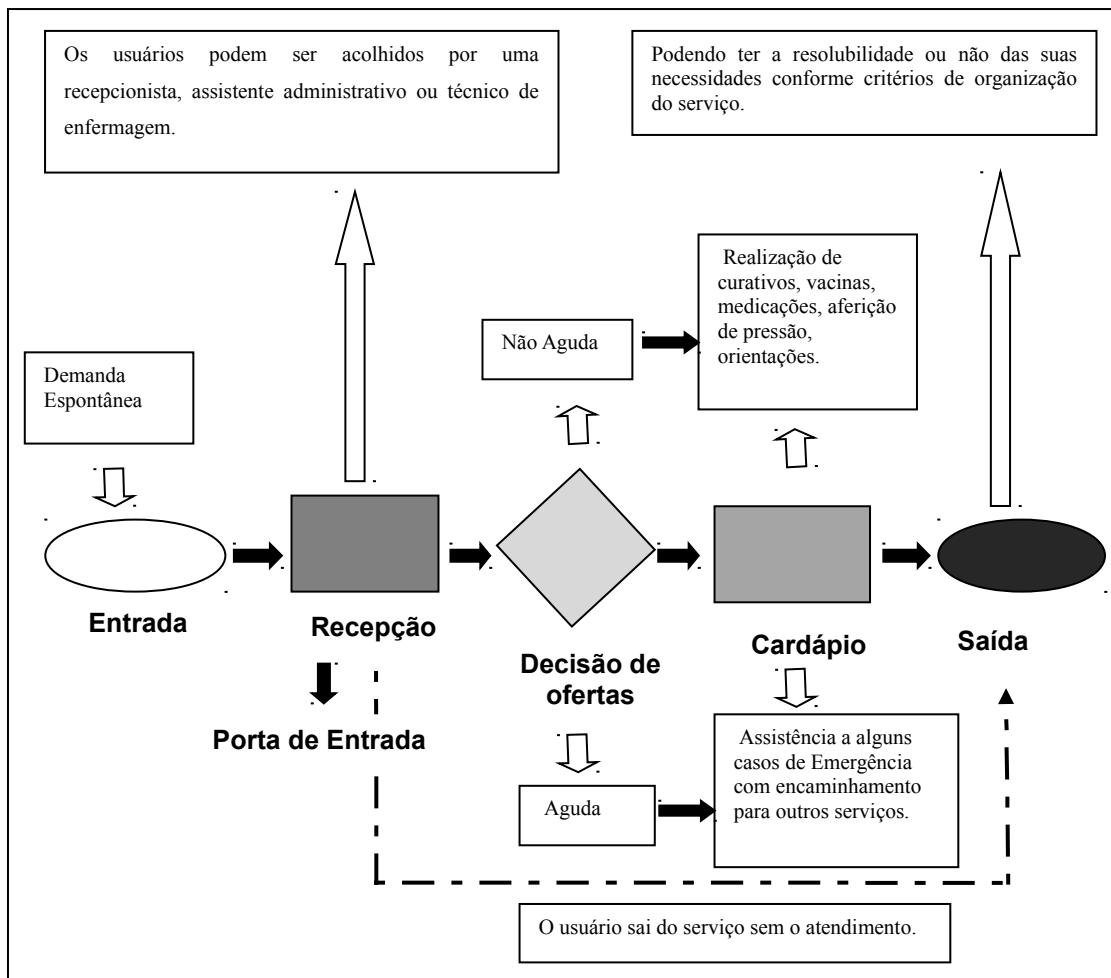 Os usuários podem ser acolhidos por uma
recepcionista, assistente administrativo ou técnico de
enfermagem.
Podendo ter a resolubilidade ou não das suas
necessidades conforme critérios de organização
do serviço.
Realização de
curativos, vacinas,
medicações, aferição
de pressão,
orientações.
Não Aguda
Demanda
Espontânea
Entrada
Recepção
Decisão de
ofertas
Cardápio
Saída
Porta de Entrada
Aguda
Assistência a alguns
casos de Emergência
com encaminhamento
para outros serviços.
O usuário sai do serviço sem o atendimento.